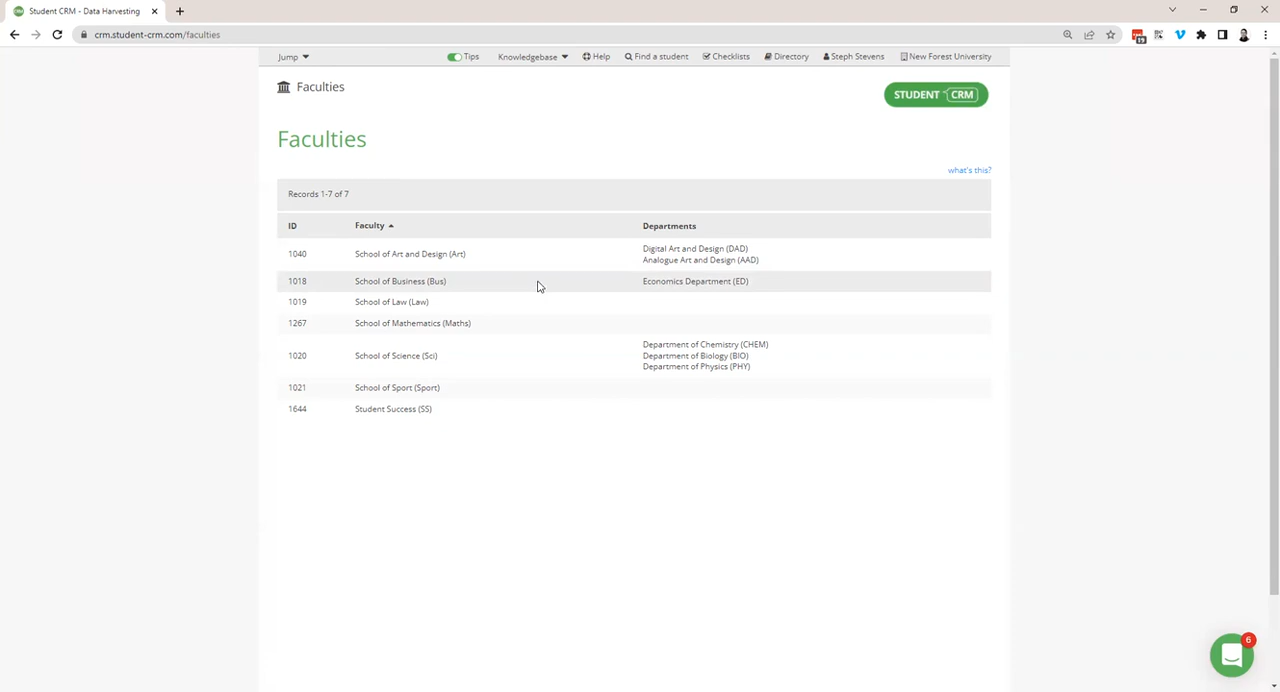 Student CRM - Data Harvesting
crm.student-crm.com/faculties
19
Jump
Tips
Knowledgebase
Help
Find a student
Checklists
Directory
Steph Stevens
New Forest University
Faculties
STUDENT CRM
Faculties
what's this?
Records 1-7 of 7
ID Faculty Departments
1040 School of Art and Design (Art) Digital Art and Design (DAD)
Analogue Art and Design (AAD)
1018 School of Business (Bus) Economics Department (ED)
1019 School of Law (Law)
1267 School of Mathematics (Maths)
1020 School of Science (Sci) Department of Chemistry (CHEM)
Department of Biology (BIO)
Department of Physics (PHY)
1021 School of Sport (Sport)
1644 Student Success (SS)
6